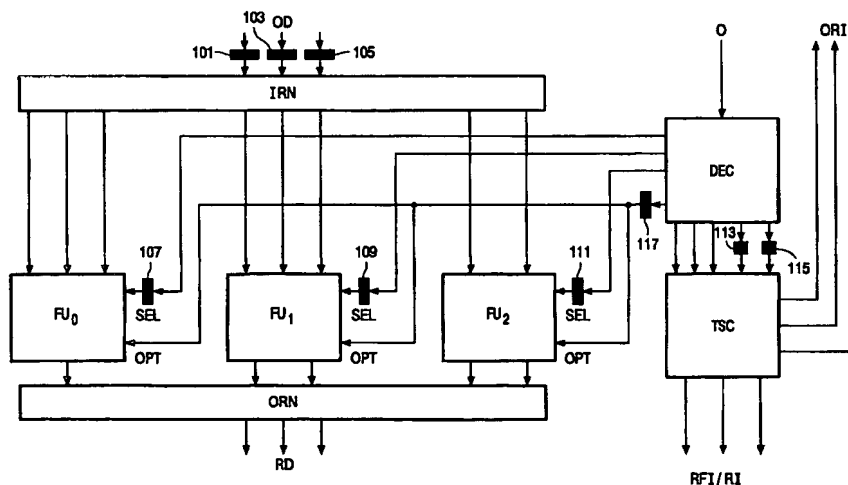 103 OD
101
105
O
ORI
IRN
DEC
117
113
115
107
109
111
FU0
SEL
FU1
SEL
FU2
SEL
TSC
OPT
OPT
OPT
ORN
RD
RFI/RI